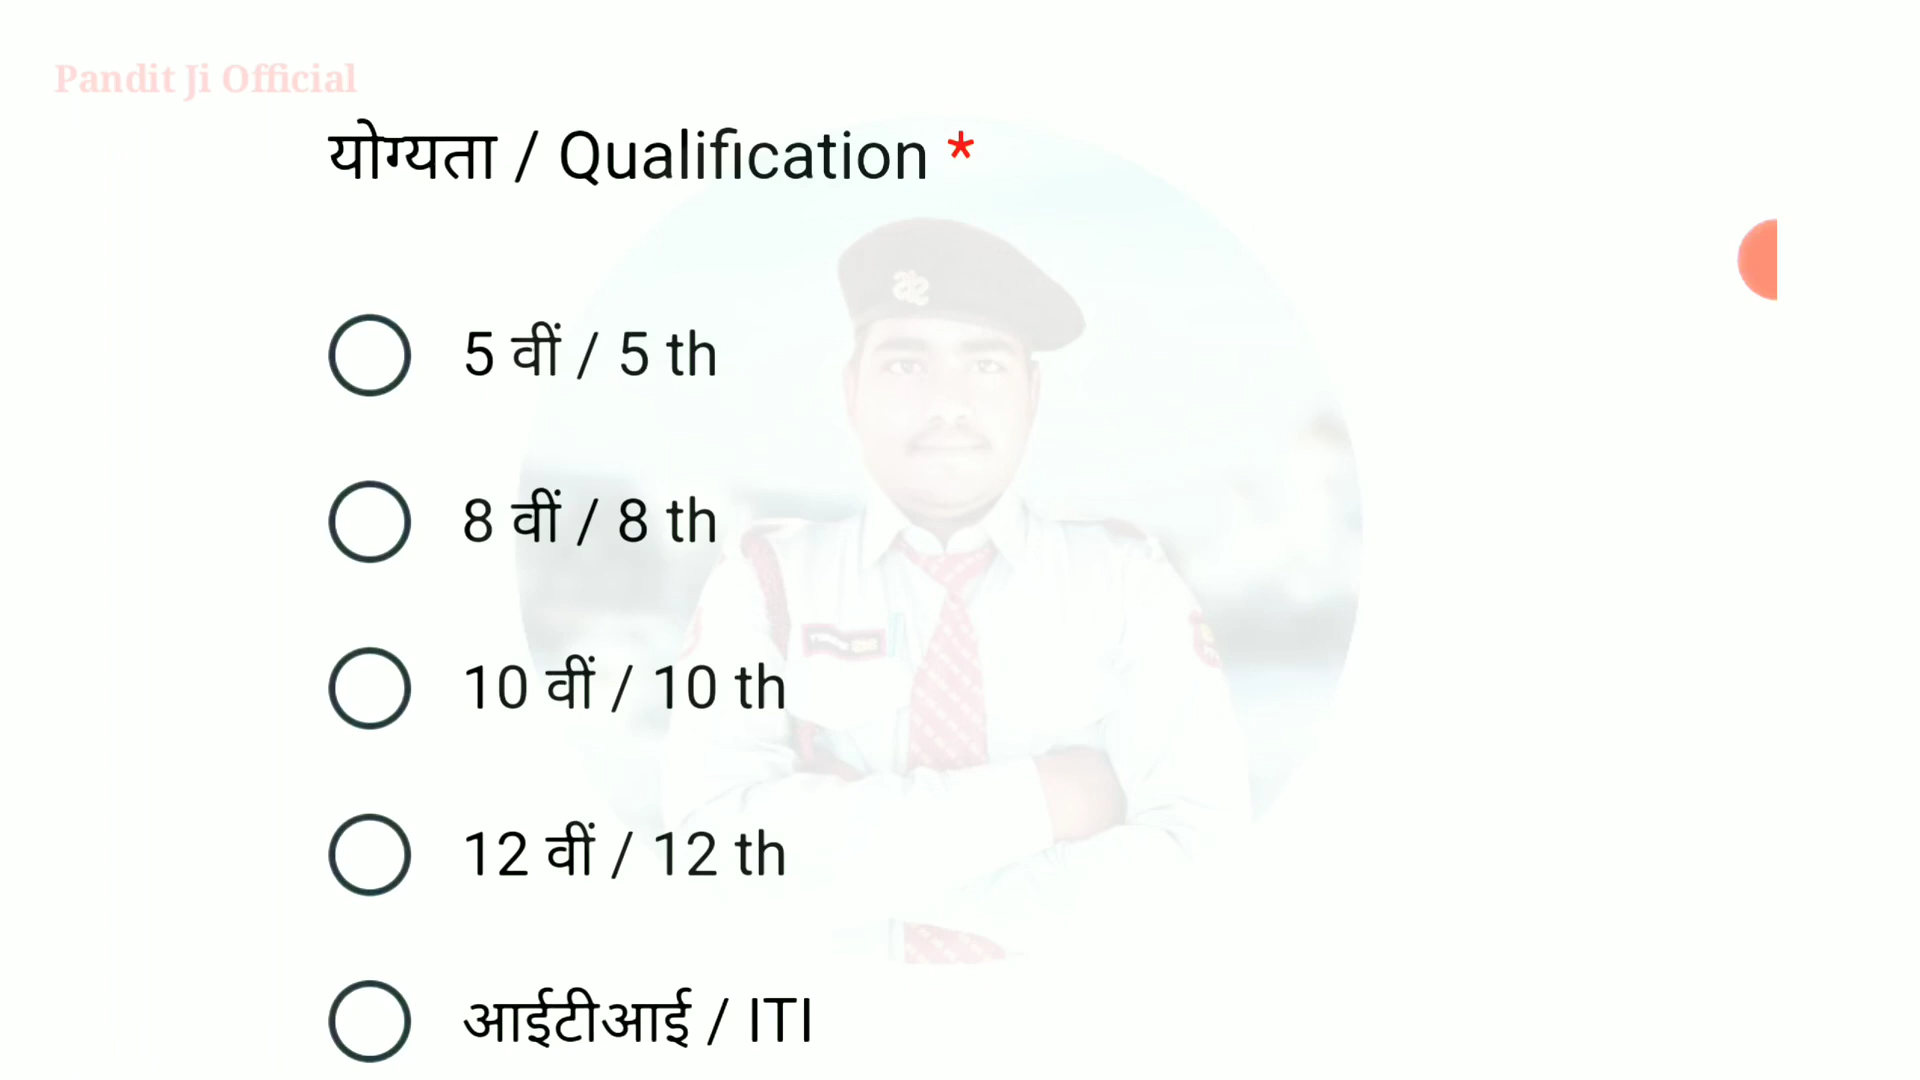 Pandit Ji Official
योग्यता / Qualification *
5 वीं / 5 th
8 वीं / 8 th
10 वीं / 10 th
12 वीं / 12 th
आईटीआई / ITI